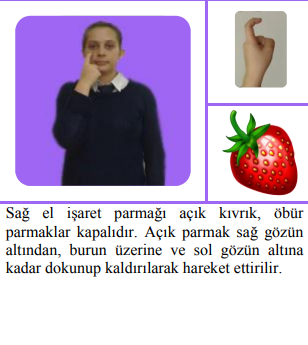 Sağ el işaret parmağı açık kıvrık, öbür
parmaklar kapalıdır. Açık parmak sağ gözün
altından, burun üzerine ve sol gözün altına
kadar dokunup kaldırılarak hareket ettirilir.